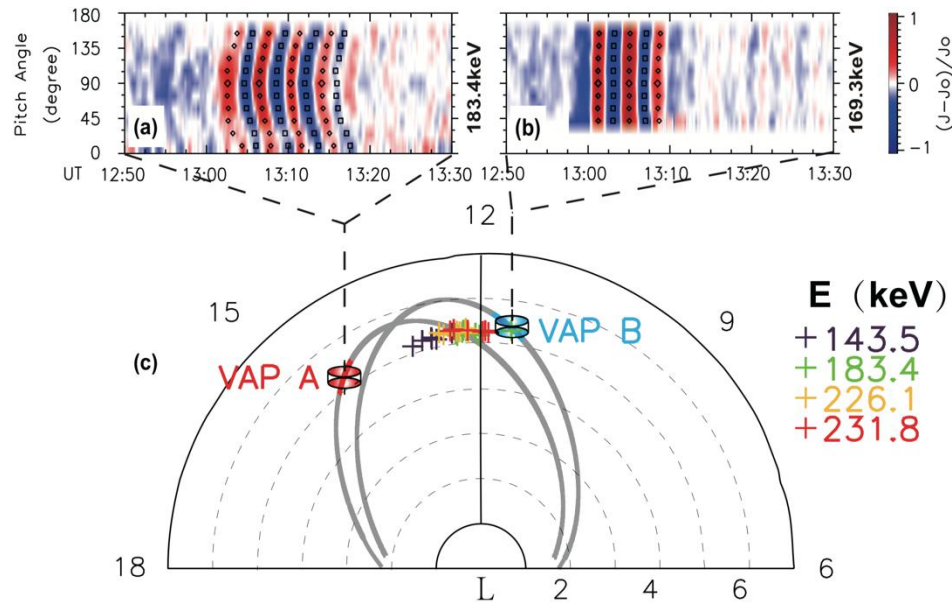 Pitch Angle
(degree)
180
135
90
45
0
(a)
183.4keV
(b)
169.3keV
1
0
−1
(J−Jo)/Jo
UT
12:50
13:00
13:10
13:20
13:30
12:50
13:00
13:10
13:20
13:30
12
15
9
E (keV)
+143.5
+183.4
+226.1
+231.8
VAP B
(c)
VAP A
18
L
2
4
6
6